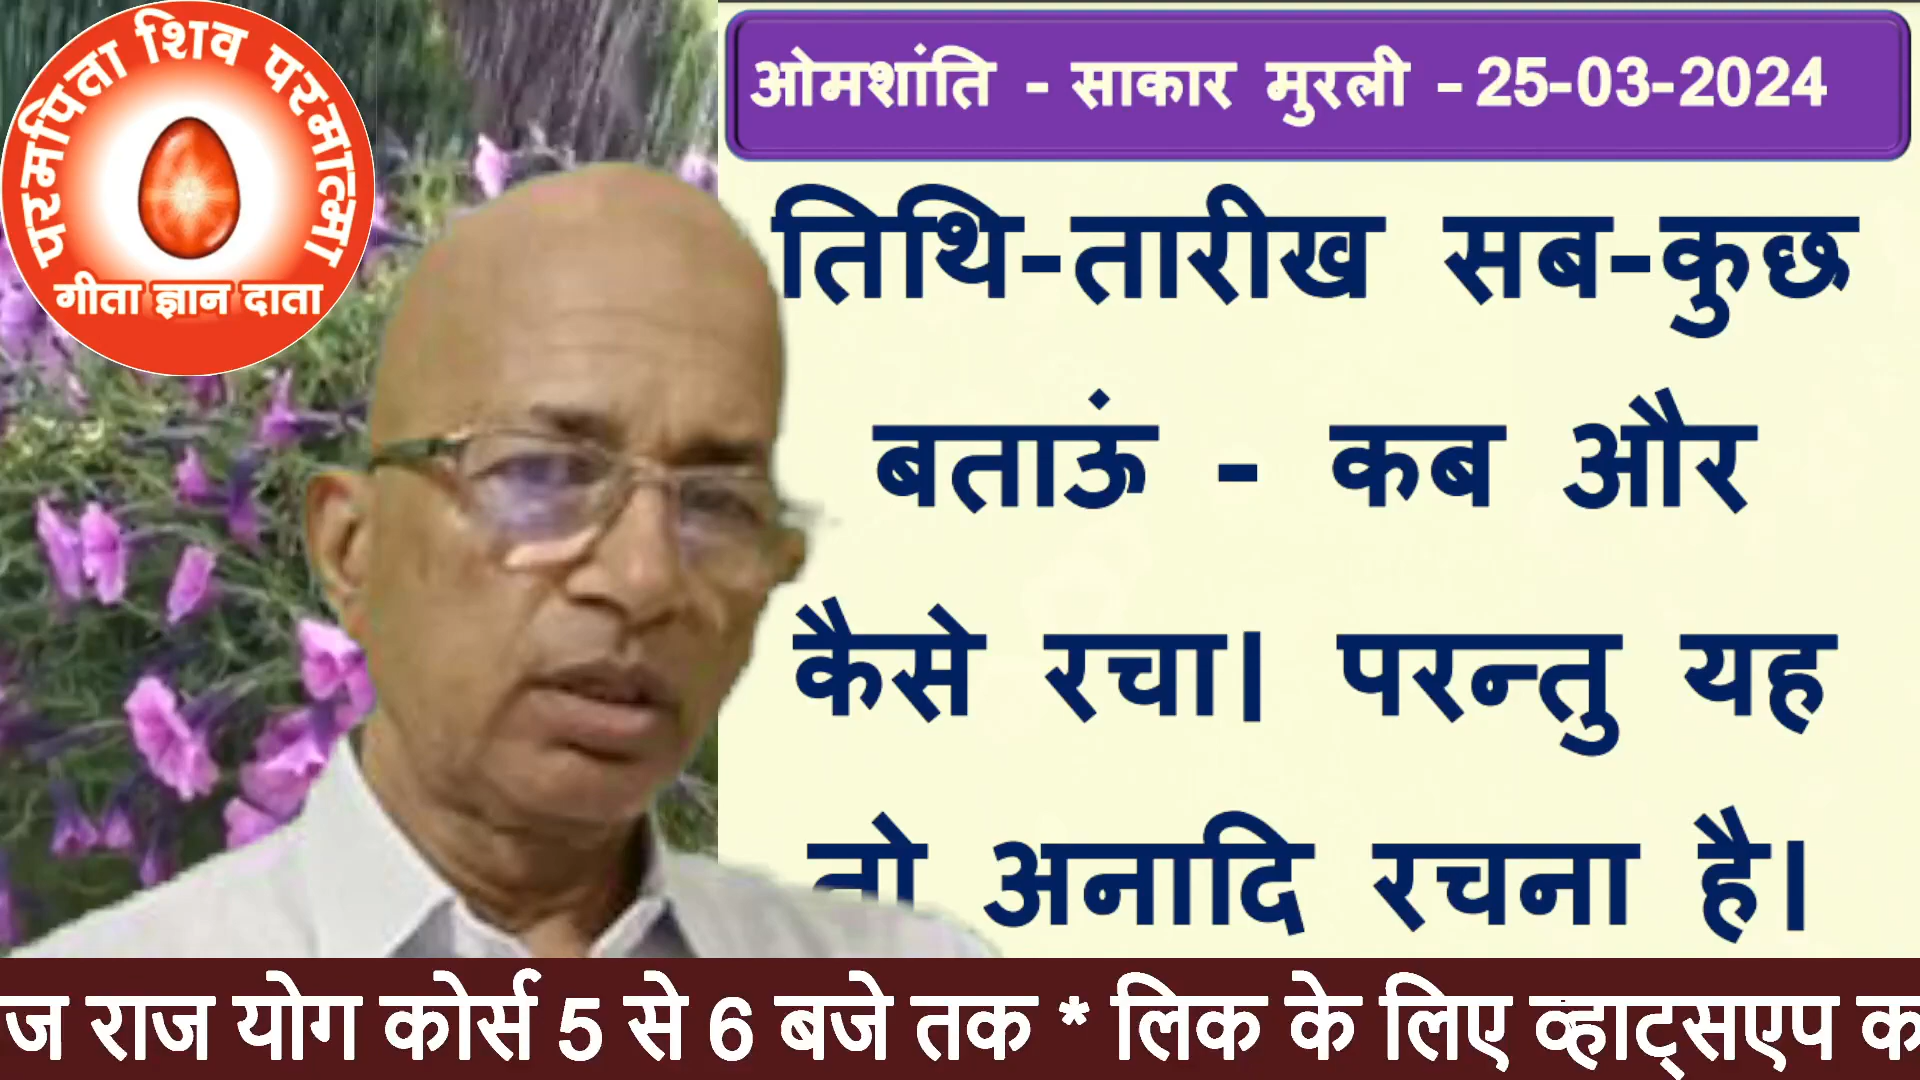 परमपिता शिव परमात्मा
गीता ज्ञान दाता
ओमशांति - साकार मुरली - 25-03-2024
तिथि-तारीख सब-कुछ
बताऊं - कब और
कैसे रचा। परन्तु यह
तो अनादि रचना है।
ज राज योग कोर्स 5 से 6 बजे तक * लिंक के लिए व्हाट्सएप क